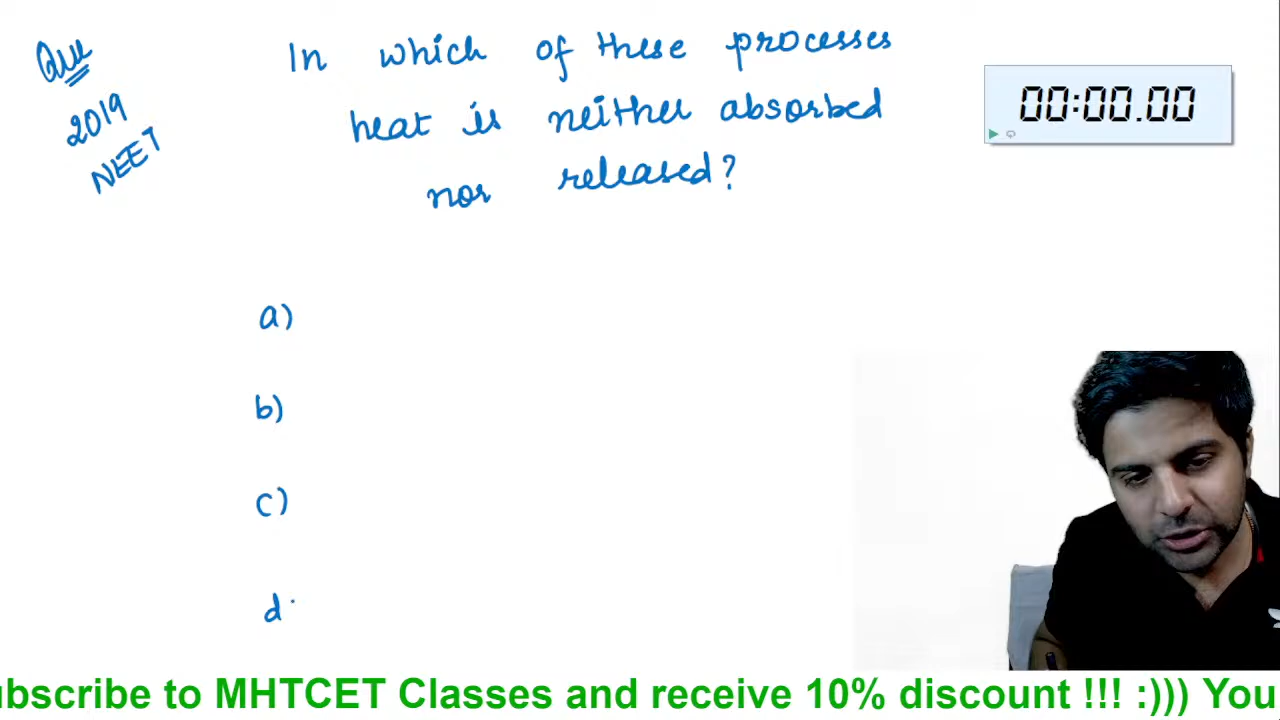 Que
2019
NEET
In which of these processes
heat is neither absorbed
nor released?
00:00.00
a)
b)
c)
d
ubscribe to MHTCET Classes and receive 10% discount !!! :))) You